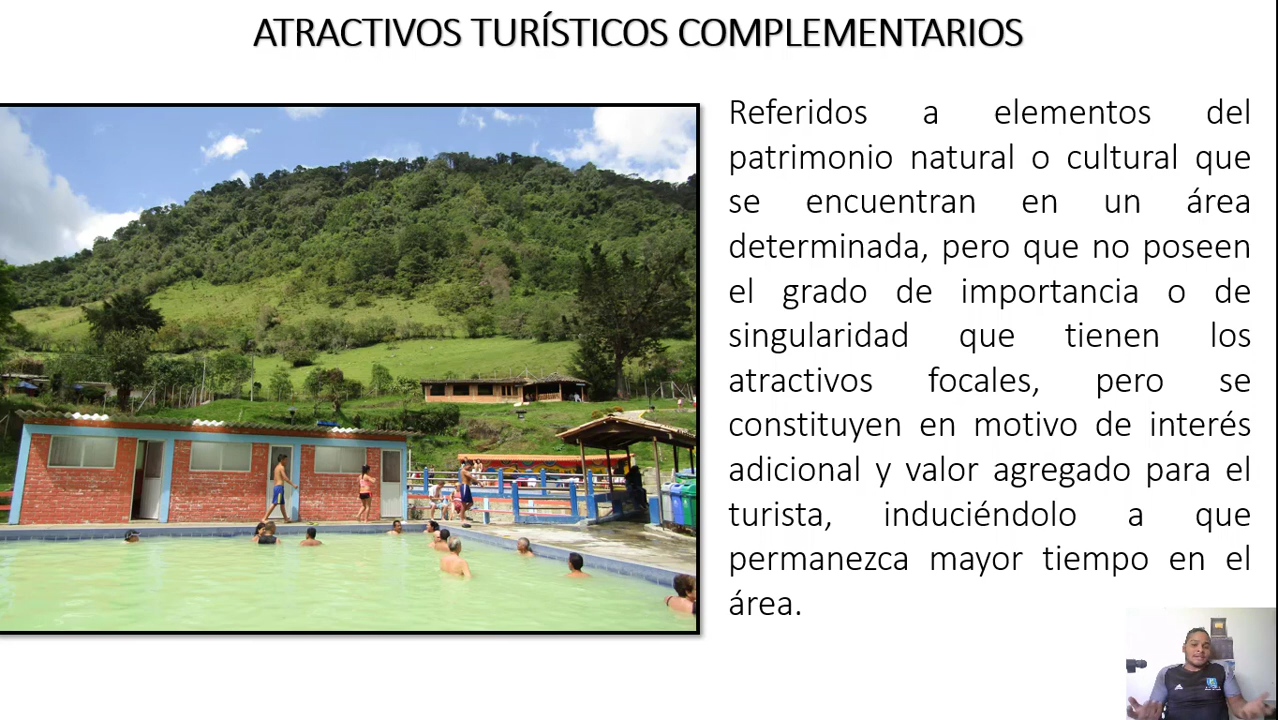 ATRACTIVOS TURÍSTICOS COMPLEMENTARIOS
Referidos a elementos del
patrimonio natural o cultural que
se encuentran en un área
determinada, pero que no poseen
el grado de importancia o de
singularidad que tienen los
atractivos focales, pero se
constituyen en motivo de interés
adicional y valor agregado para el
turista, induciéndolo a que
permanezca mayor tiempo en el
área.